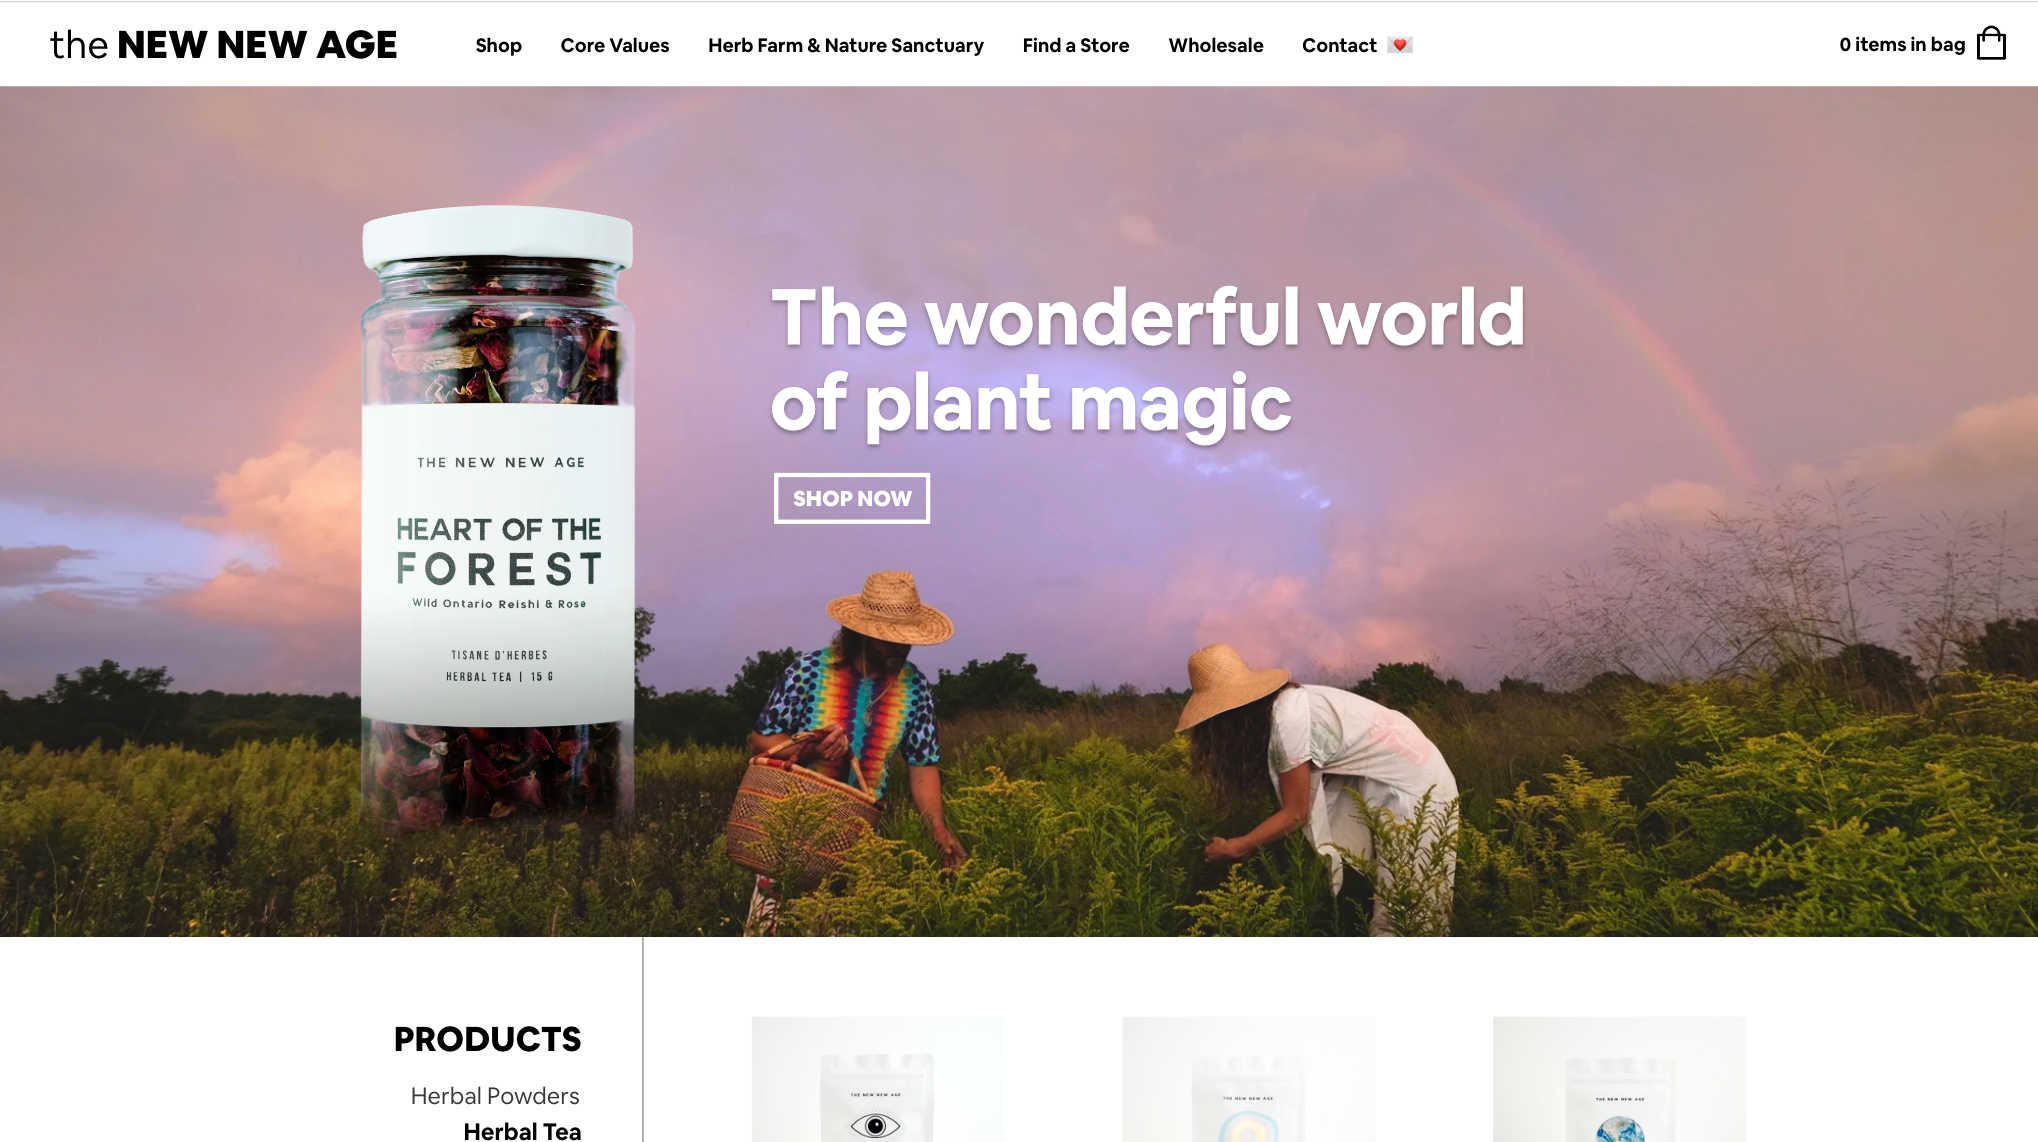 the NEW NEW AGE
Shop Core Values Herb Farm & Nature Sanctuary Find a Store Wholesale Contact 💌
0 items in bag
The wonderful world
of plant magic
SHOP NOW
THE NEW NEW AGE
HEART OF THE
FOREST
Wild Ontario Reishi & Rose
TISANE D'HERBES
HERBAL TEA | 15 G
PRODUCTS
Herbal Powders
Herbal Tea
THE NEW NEW AGE
THE NEW NEW AGE
THE NEW NEW AGE